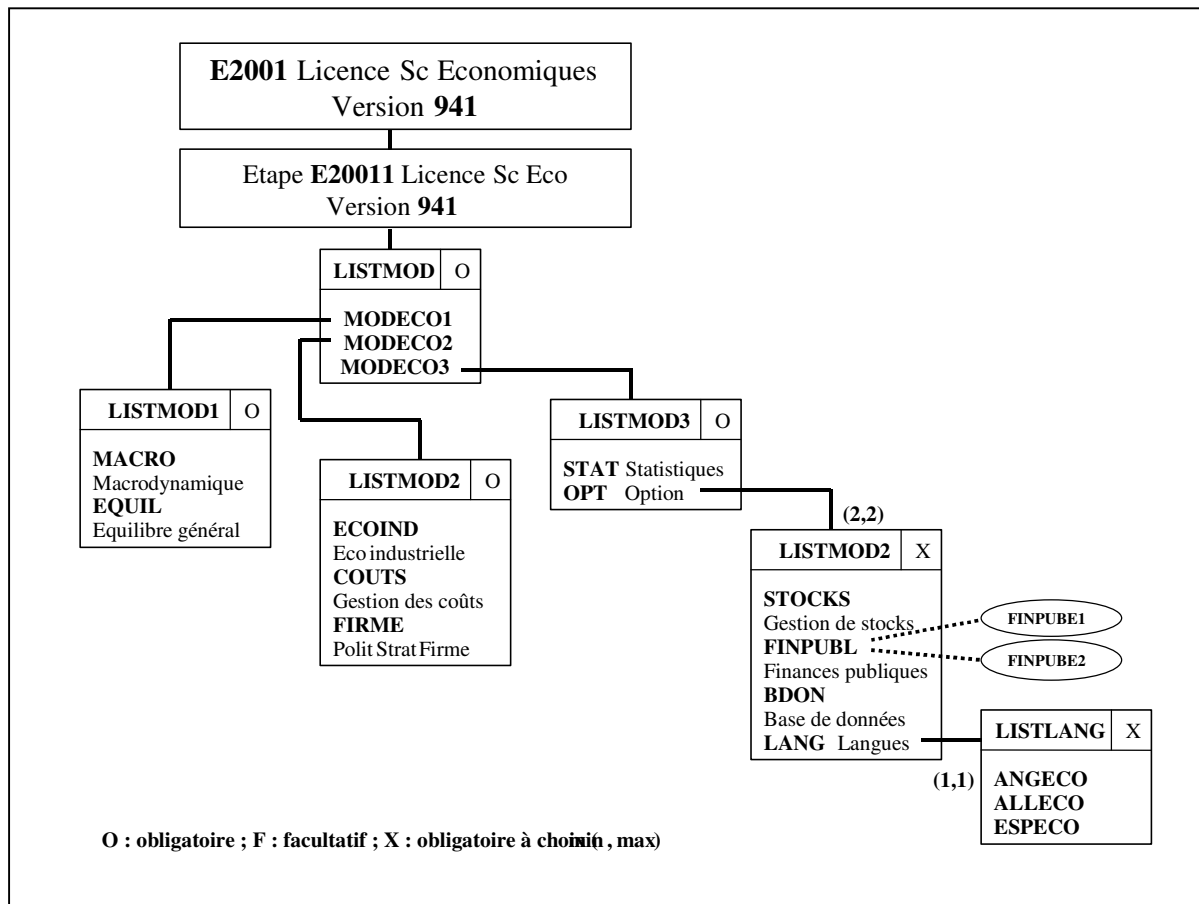 E2001 Licence Sc Economiques
Version 941
Etape E20011 Licence Sc Eco
Version 941
LISTMOD O
MODECO1
MODECO2
MODECO3
LISTMOD1 O
MACRO
Macrodynamique
EQUIL
Equilibre général
LISTMOD2 O
ECOIND
Eco industrielle
COUTS
Gestion des coûts
FIRME
Polit Strat Firme
LISTMOD3 O
STAT Statistiques
OPT Option
(2,2)
LISTMOD2 X
STOCKS
Gestion de stocks
FINPUBL
Finances publiques
BDON
Base de données
LANG Langues
FINPUBE1
FINPUBE2
(1,1)
LISTLANG X
ANGECO
ALLECO
ESPECO
O : obligatoire ; F : facultatif ; X : obligatoire à , max)